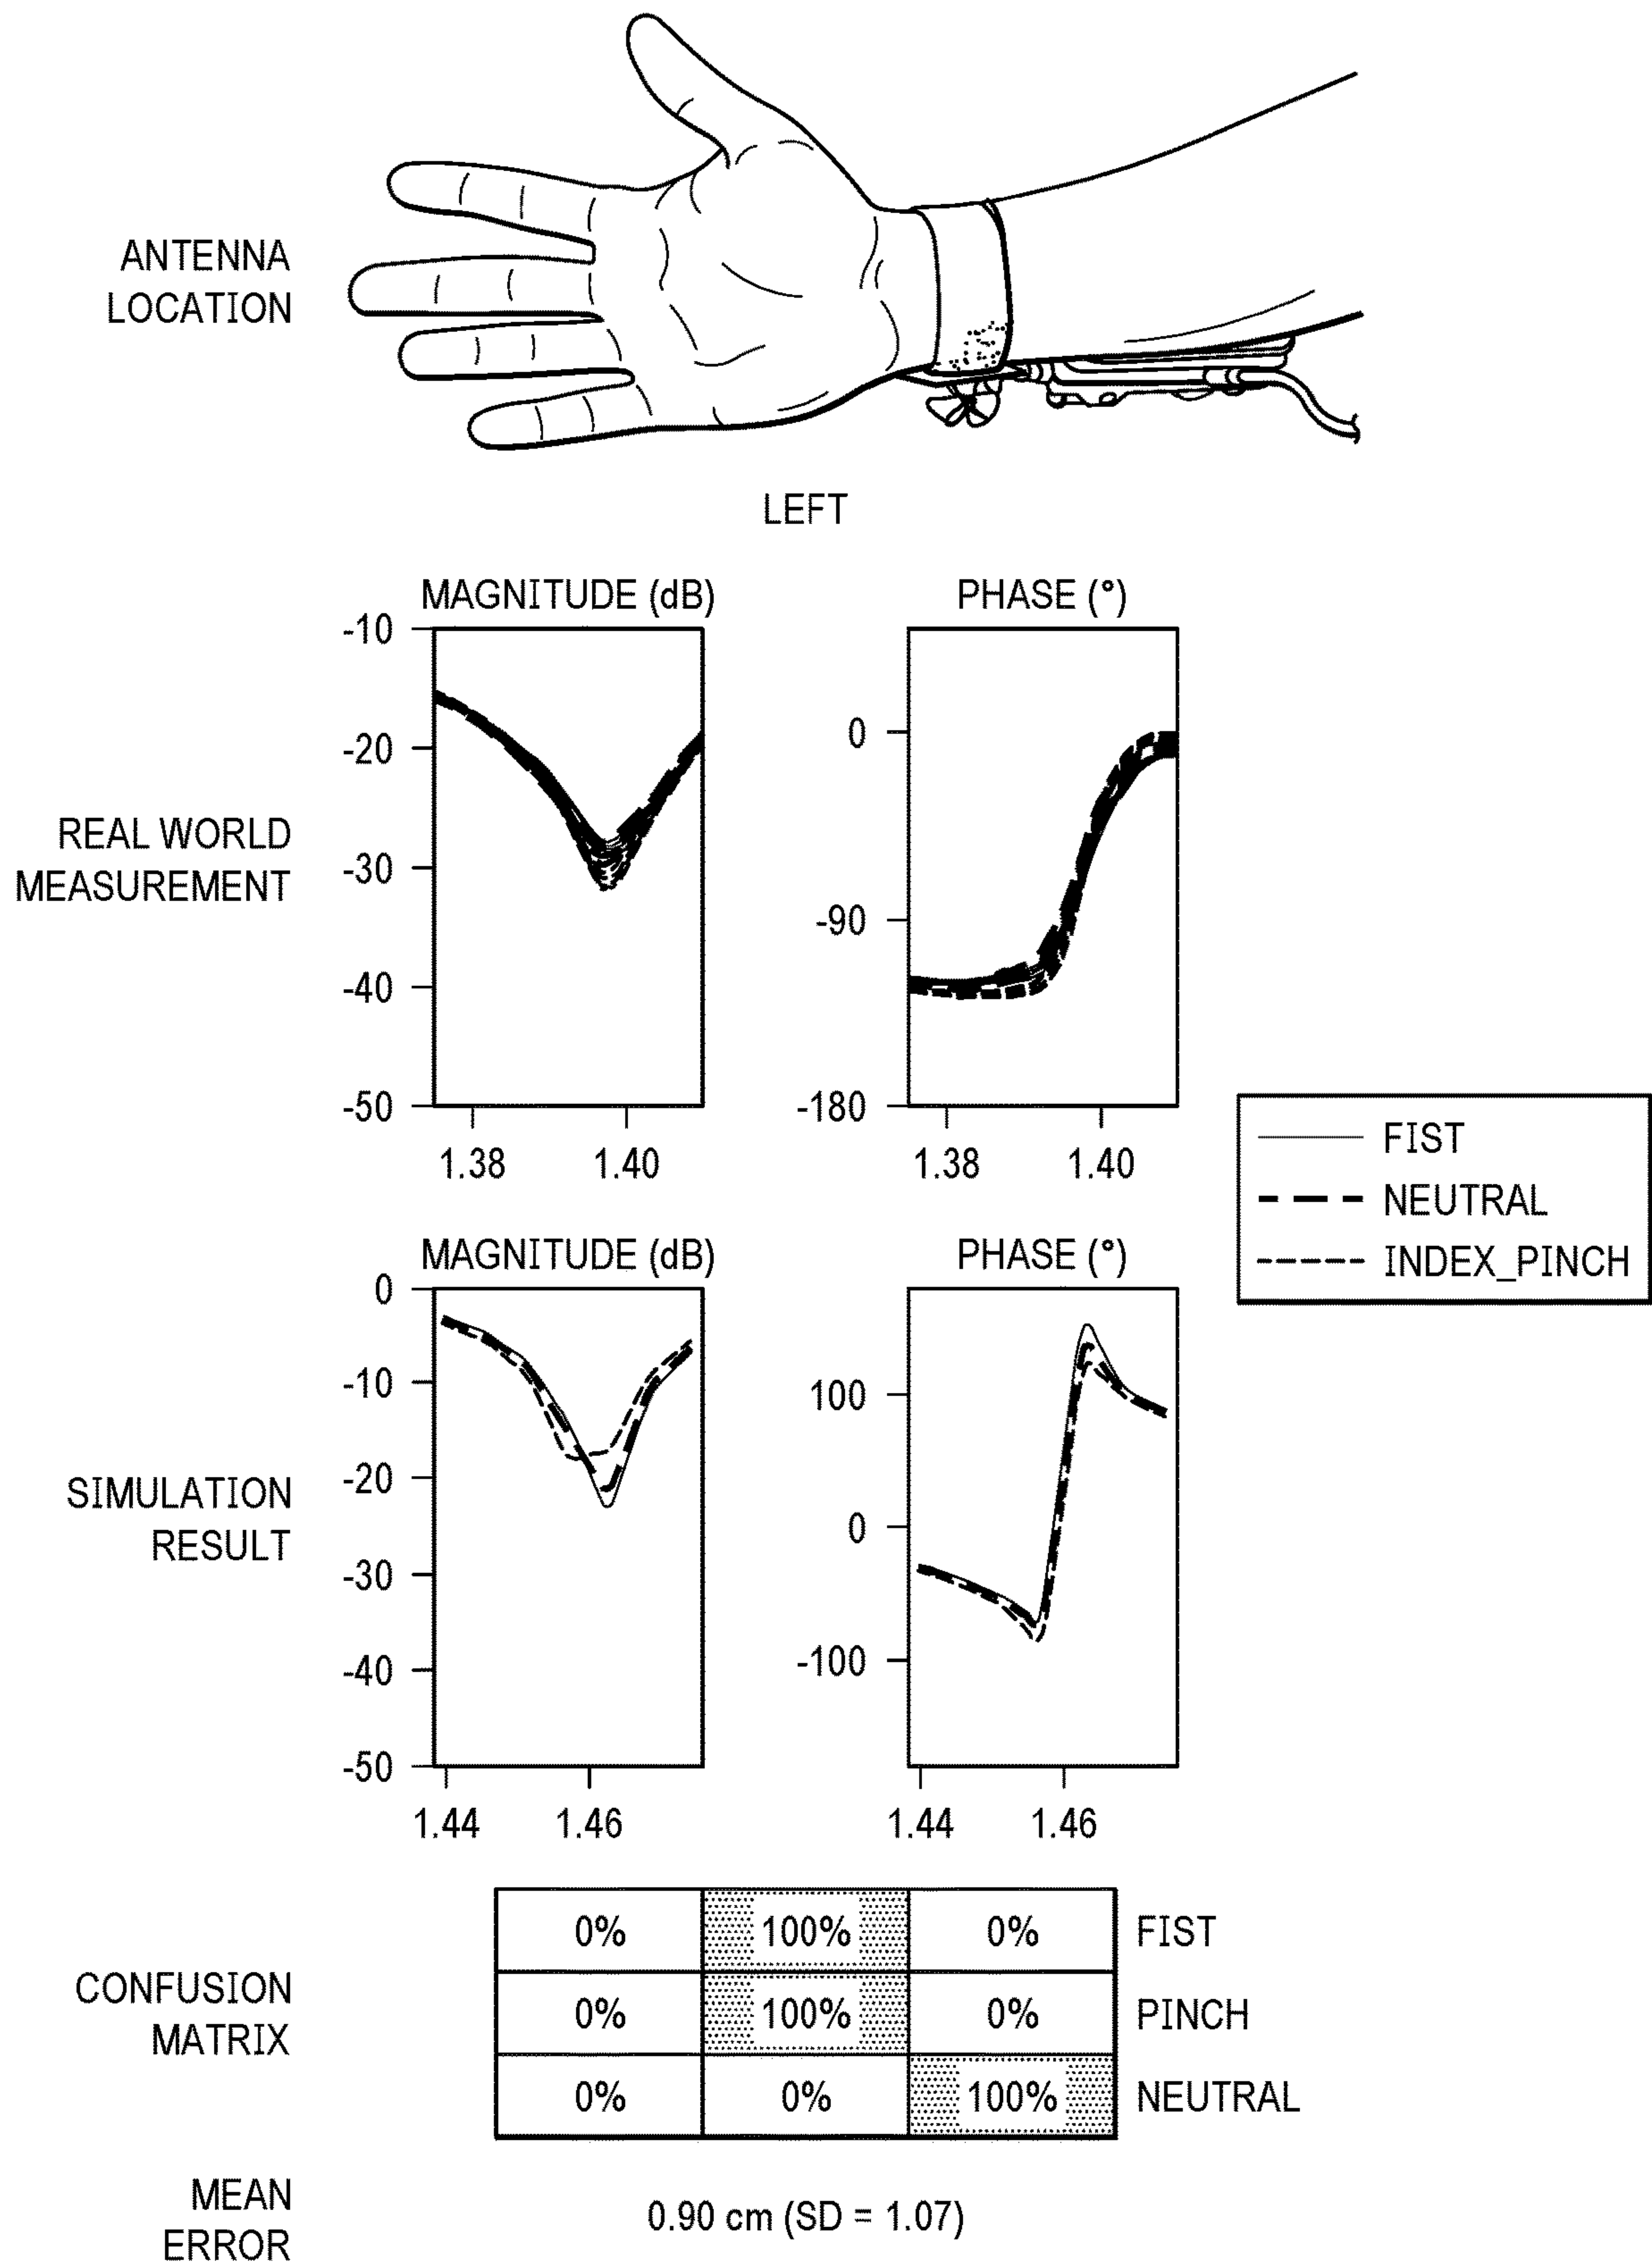 ANTENNA
LOCATION
LEFT
MAGNITUDE (dB)
PHASE (°)
-10
-20
-30
-40
-50
0
-90
-180
REAL WORLD
MEASUREMENT
1.38
1.40
1.38
1.40
FIST
NEUTRAL
INDEX_PINCH
MAGNITUDE (dB)
PHASE (°)
0
-10
-20
-30
-40
-50
100
0
-100
SIMULATION
RESULT
1.44
1.46
1.44
1.46
CONFUSION
MATRIX
0% 100% 0% FIST
0% 100% 0% PINCH
0% 0% 100% NEUTRAL
MEAN
ERROR
0.90 cm (SD = 1.07)